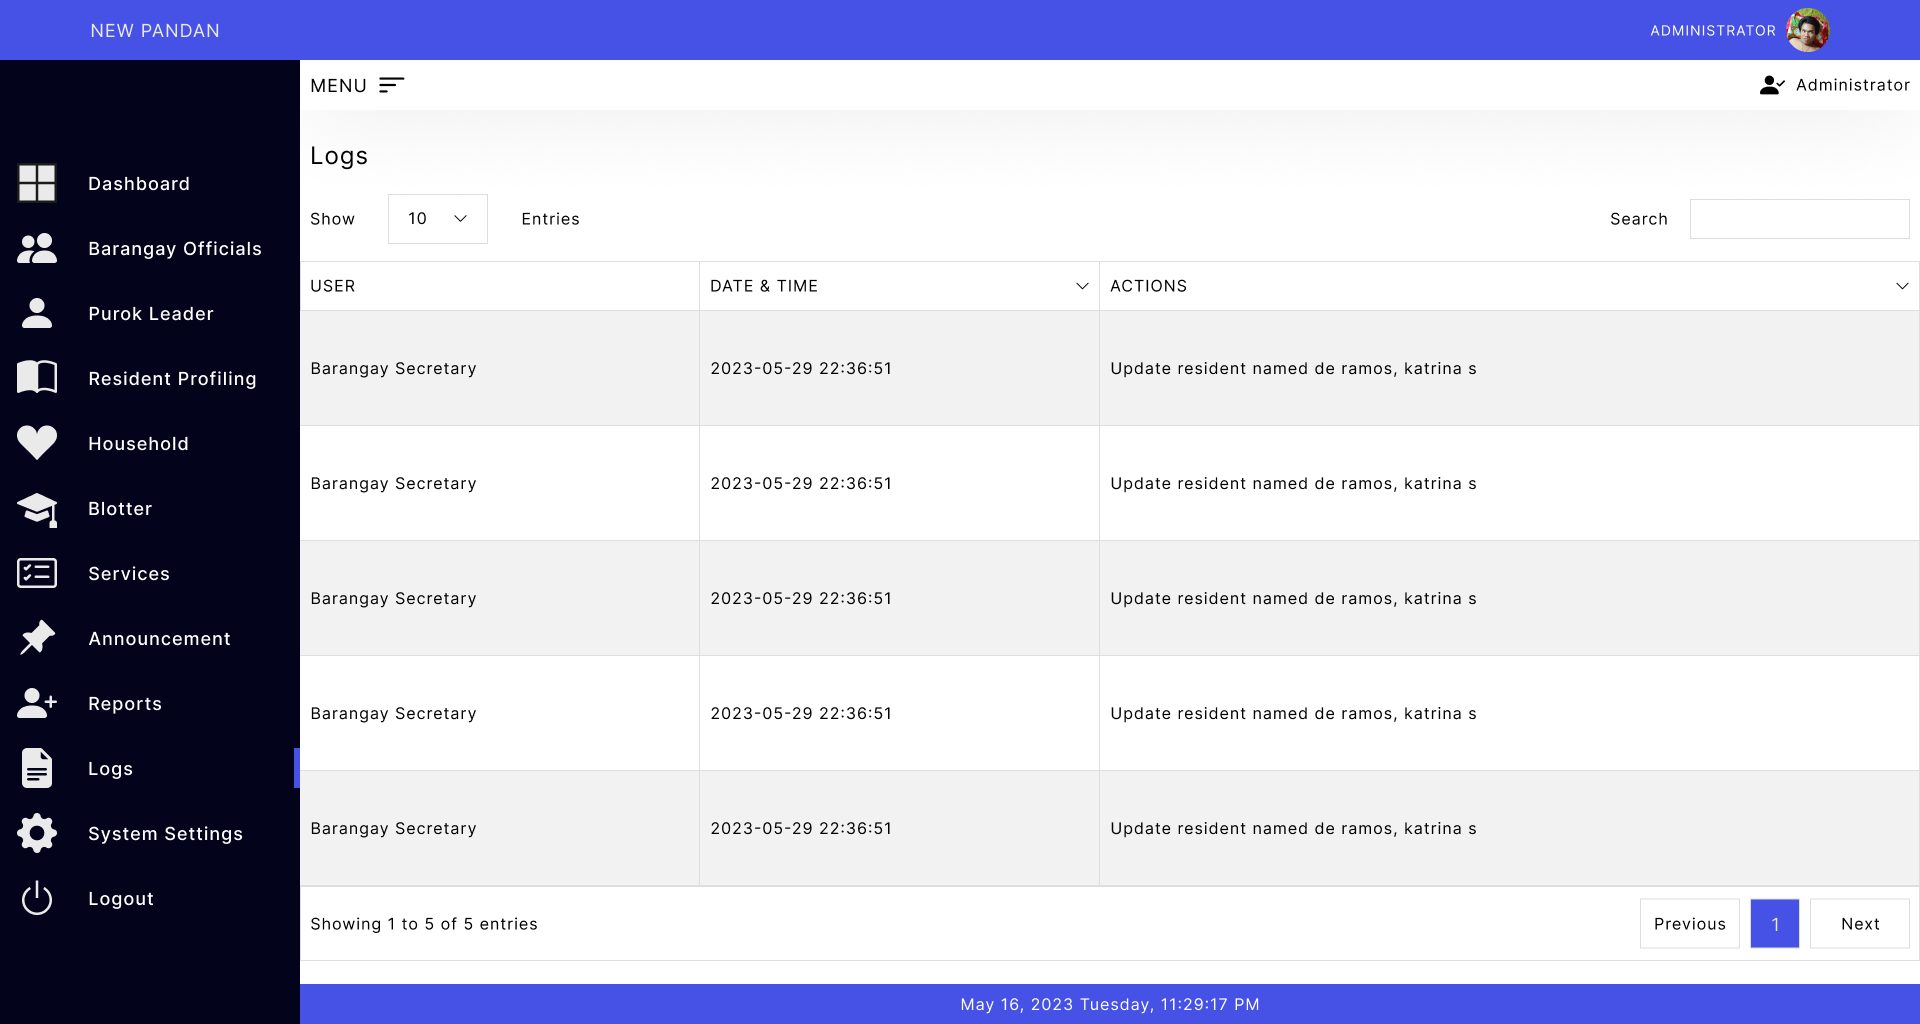 NEW PANDAN
ADMINISTRATOR
MENU
Administrator
Dashboard
Barangay Officials
Purok Leader
Resident Profiling
Household
Blotter
Services
Announcement
Reports
Logs
System Settings
Logout
Logs
Show 10 Entries
Search
USER DATE & TIME ACTIONS
Barangay Secretary 2023-05-29 22:36:51 Update resident named de ramos, katrina s
Barangay Secretary 2023-05-29 22:36:51 Update resident named de ramos, katrina s
Barangay Secretary 2023-05-29 22:36:51 Update resident named de ramos, katrina s
Barangay Secretary 2023-05-29 22:36:51 Update resident named de ramos, katrina s
Barangay Secretary 2023-05-29 22:36:51 Update resident named de ramos, katrina s
Showing 1 to 5 of 5 entries
Previous 1 Next
May 16, 2023 Tuesday, 11:29:17 PM